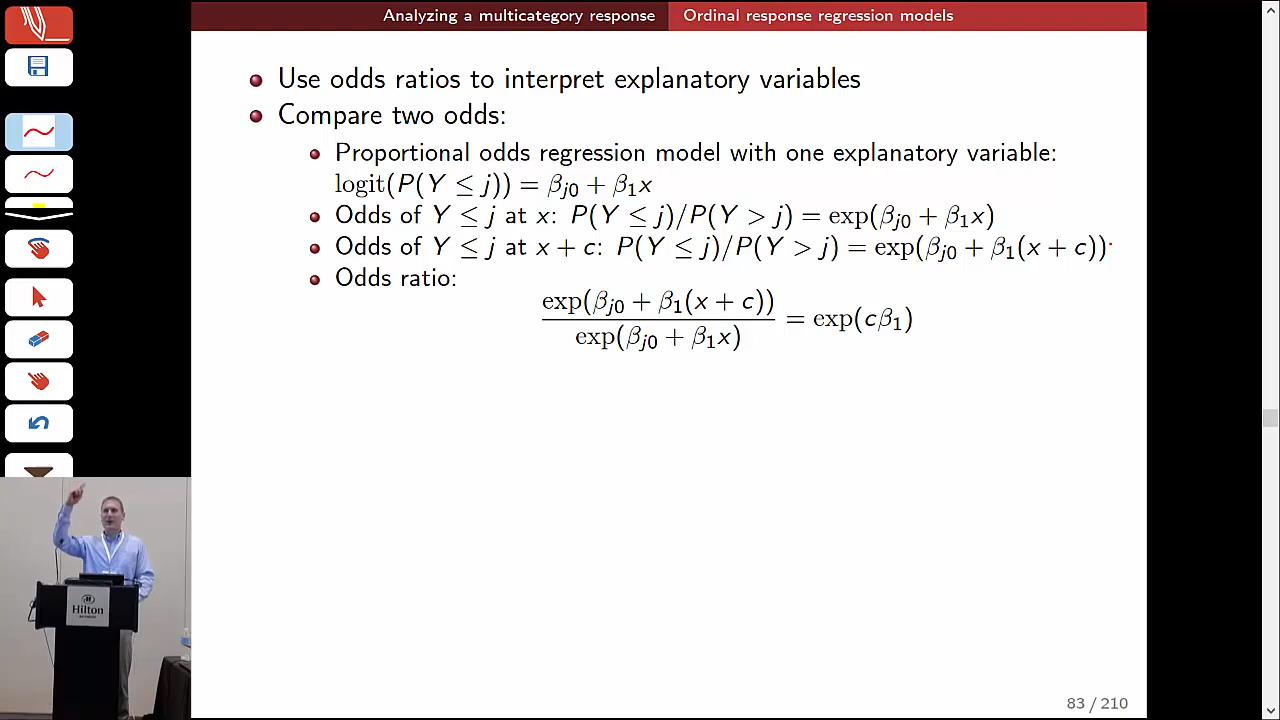 Analyzing a multicategory response Ordinal response regression models
Use odds ratios to interpret explanatory variables
Compare two odds:
Proportional odds regression model with one explanatory variable:
logit(P(Y ≤ j)) = β_{j0} + β_1x
Odds of Y ≤ j at x: P(Y ≤ j)/P(Y > j) = exp(β_{j0} + β_1x)
Odds of Y ≤ j at x + c: P(Y ≤ j)/P(Y > j) = exp(β_{j0} + β_1(x + c))
Odds ratio:
exp(β_{j0} + β_1(x + c))
exp(β_{j0} + β_1x)
= exp(cβ_1)
Hilton
83 / 210